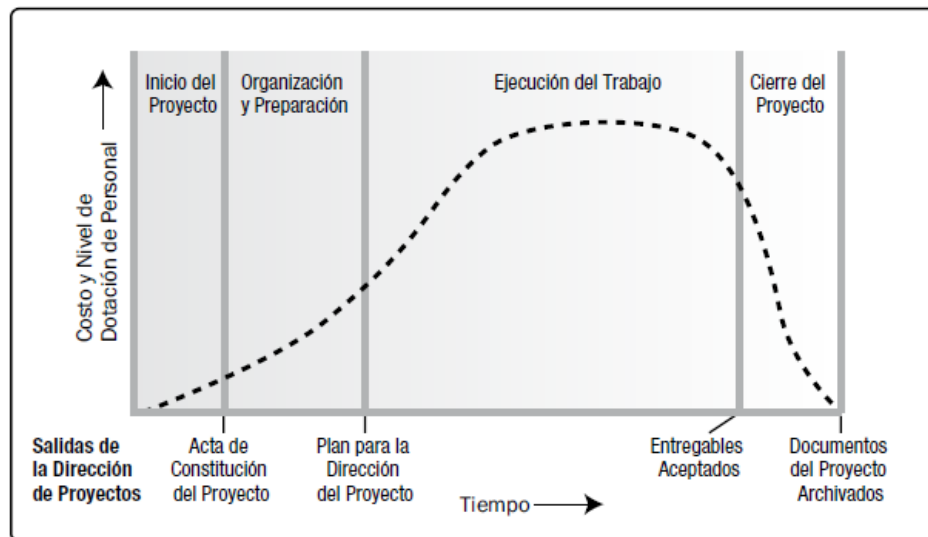 Inicio del
Proyecto
Organización
y Preparación
Ejecución del Trabajo
Cierre del
Proyecto
Costo y Nivel de
Dotación de Personal
Salidas de
la Dirección
de Proyectos
Acta de
Constitución
del Proyecto
Plan para la
Dirección
del Proyecto
Entregables
Aceptados
Documentos
del Proyecto
Archivados
Tiempo